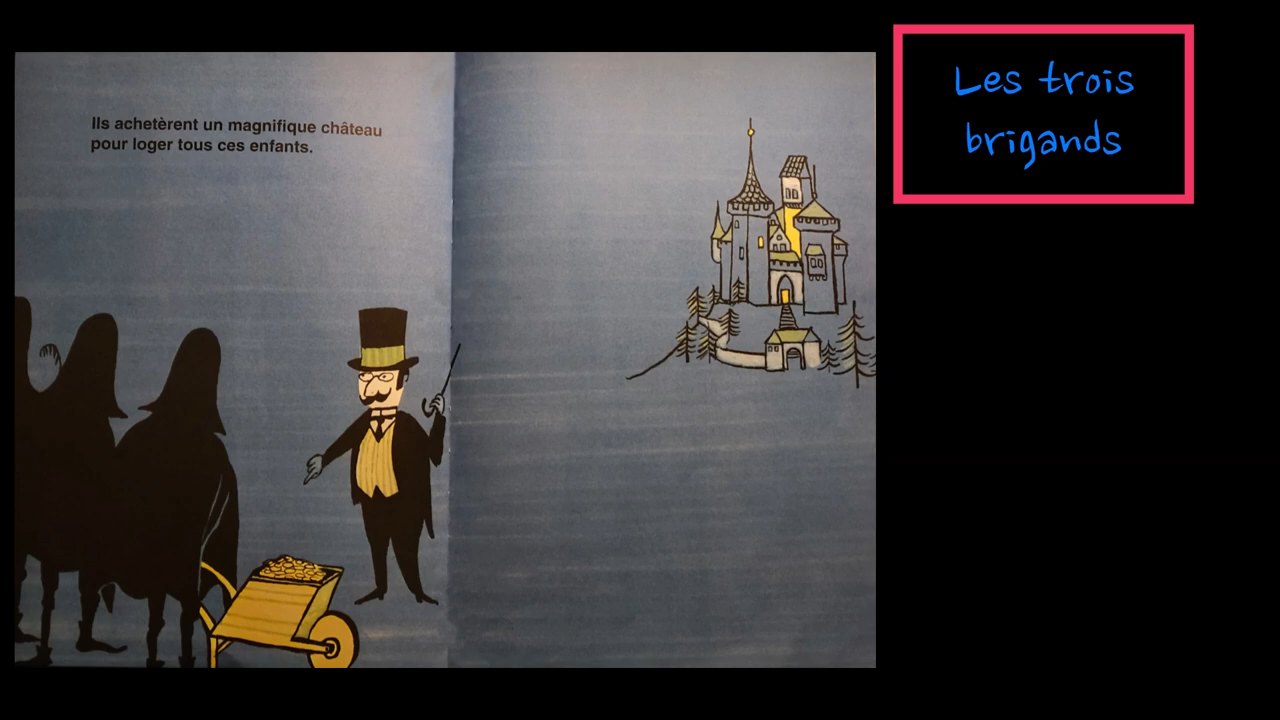 Ils achetèrent un magnifique château
pour loger tous ces enfants.
Les trois
brigands